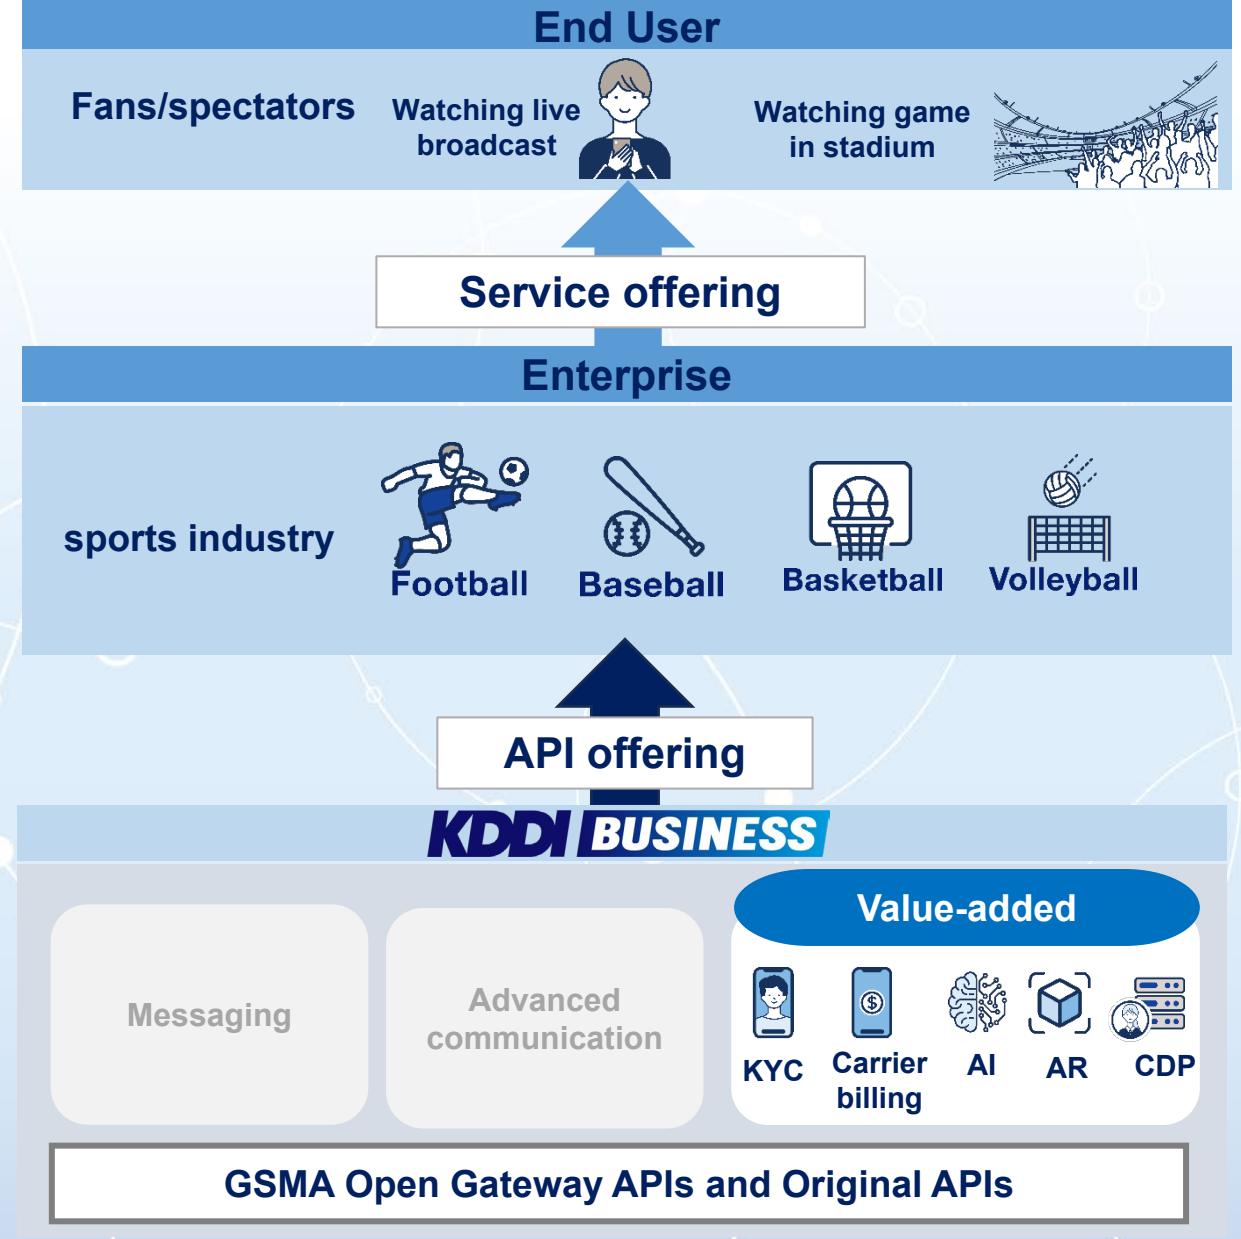 End User
Fans/spectators
Watching live
broadcast
Watching game
in stadium
Service offering
Enterprise
sports industry
Football
Baseball
Basketball
Volleyball
API offering
KDDI BUSINESS
Messaging
Advanced
communication
Value-added
$
KYC
Carrier
billing
AI
AR
CDP
GSMA Open Gateway APIs and Original APIs